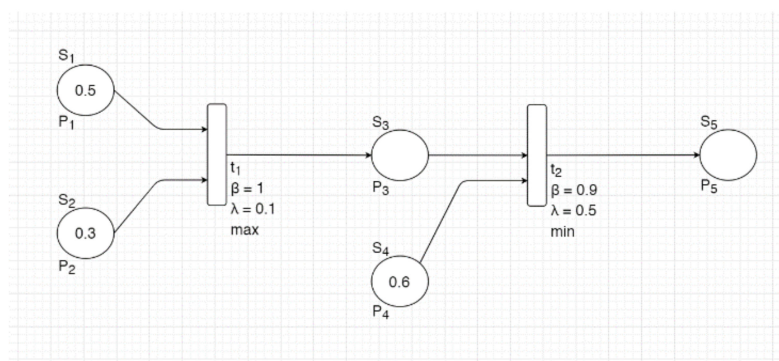 S1
0.5
P1
S2
0.3
P2
t1
β = 1
λ = 0.1
max
S3
P3
S4
0.6
P4
t2
β = 0.9
λ = 0.5
min
S5
P5